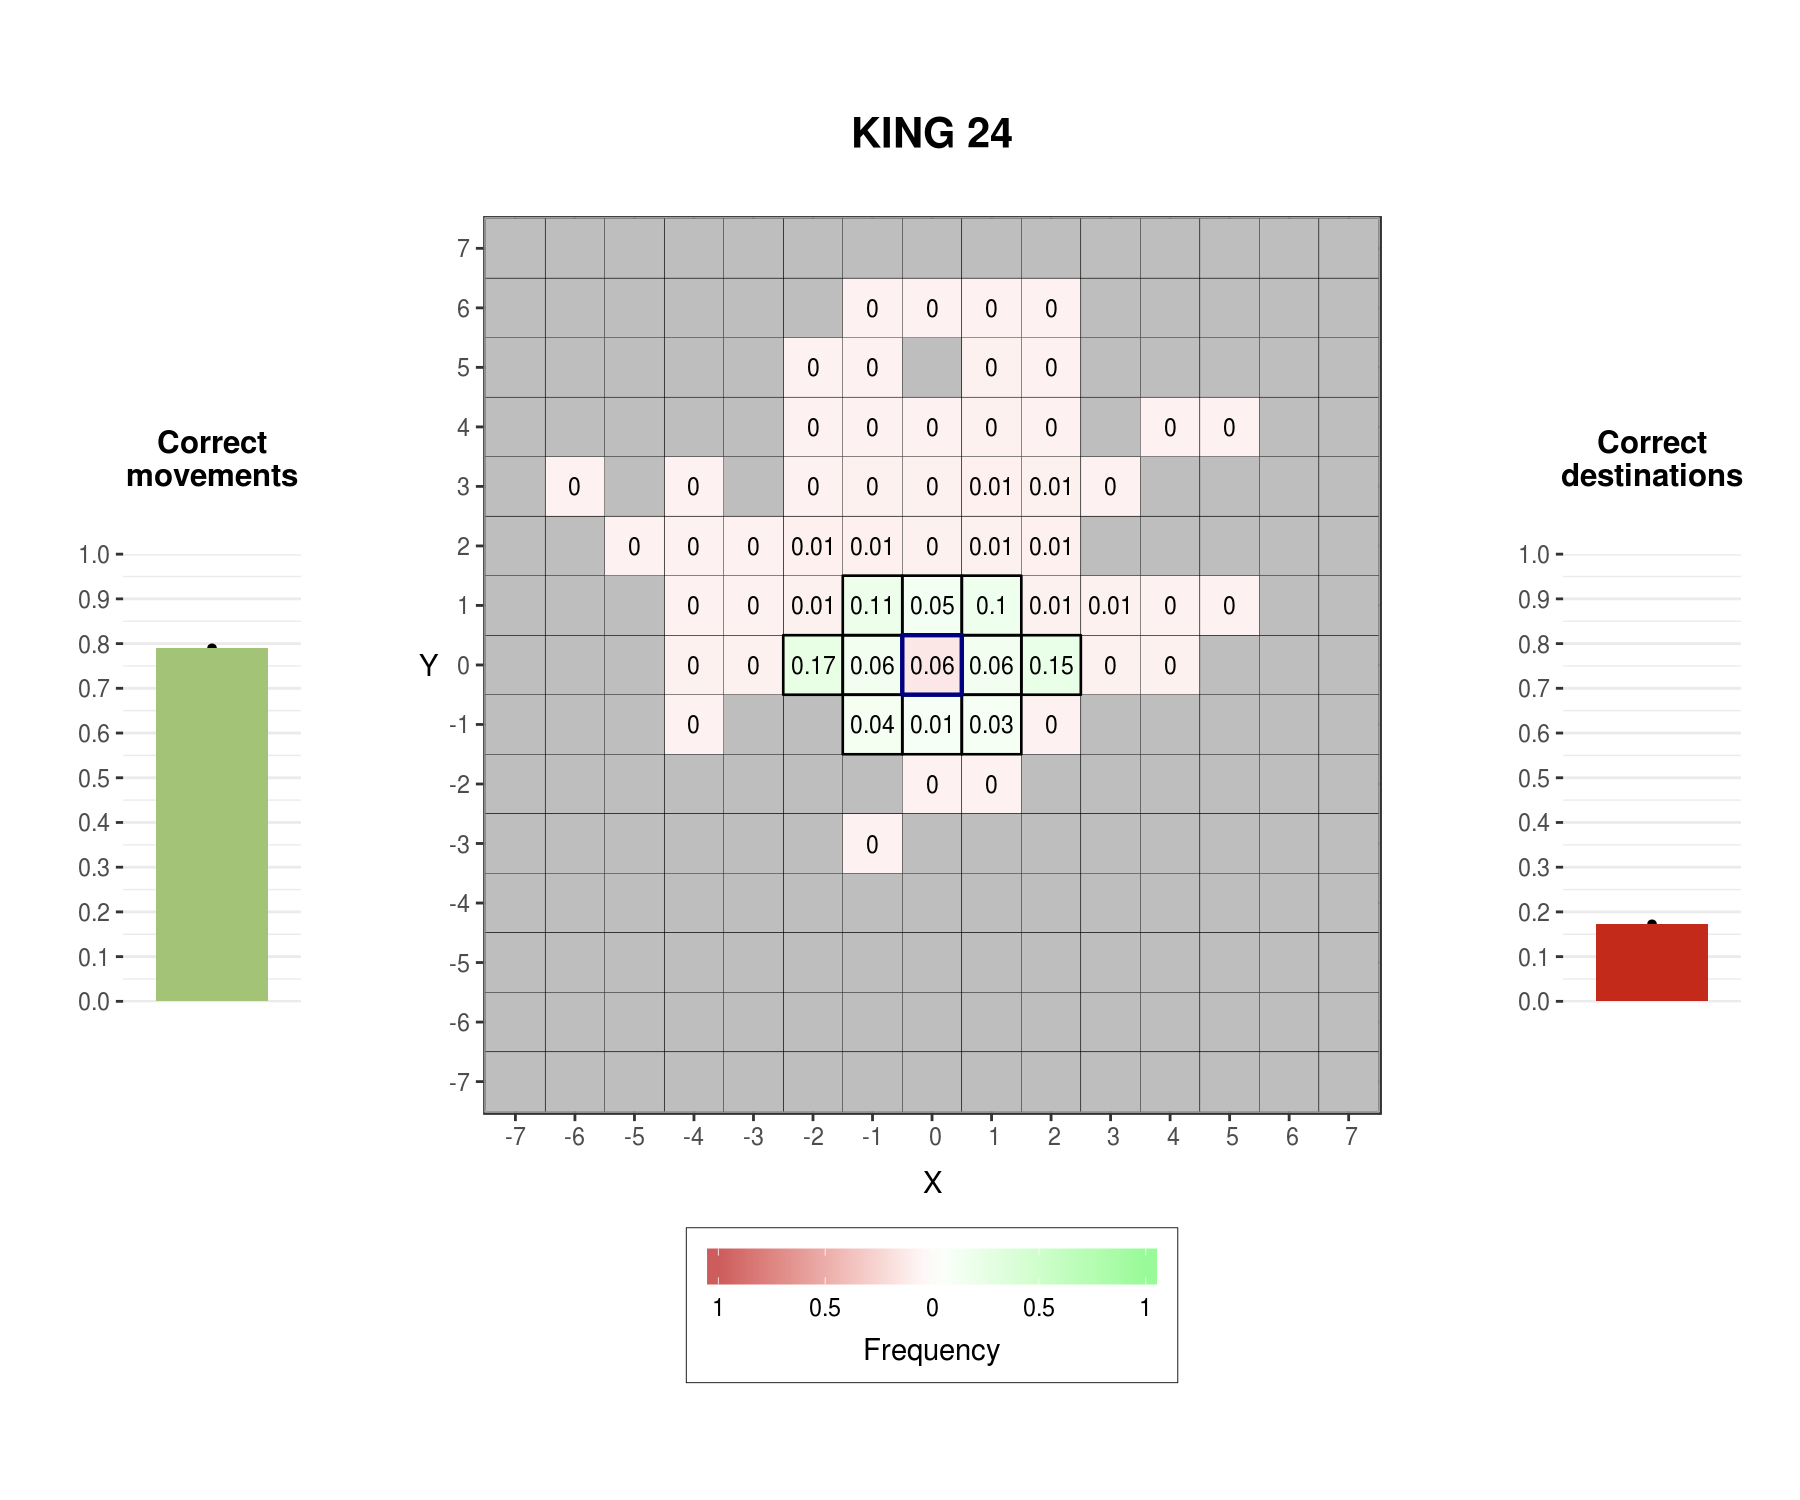 KING 24
Correct
movements
1.0
0.9
0.8
0.7
0.6
0.5
0.4
0.3
0.2
0.1
0.0
Y
7
6 0 0 0 0
5 0 0 0 0
4 0 0 0 0 0 0 0
3 0 0 0 0 0 0.01 0.01 0
2 0 0 0 0.01 0.01 0 0.01 0.01
1 0 0 0.01 0.11 0.05 0.1 0.01 0.01 0 0
0 0 0 0.17 0.06 0.06 0.06 0.15 0 0
-1 0 0.04 0.01 0.03 0
-2 0 0
-3 0
-4
-5
-6
-7
-7 -6 -5 -4 -3 -2 -1 0 1 2 3 4 5 6 7
X
1 0.5 0 0.5 1
Frequency
Correct
destinations
1.0
0.9
0.8
0.7
0.6
0.5
0.4
0.3
0.2
0.1
0.0